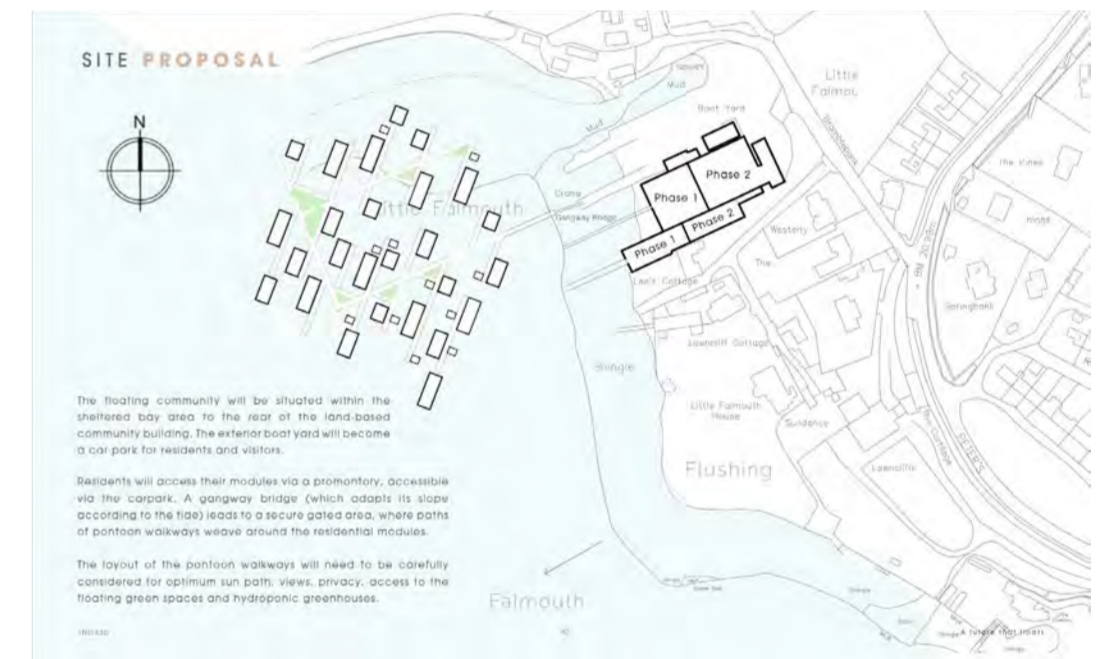 SITE PROPOSAL
N
Little Falmouth
Mud
Mud
Boat Yard
Little
Crane
Gangway Bridge
Phase 1
Phase 2
Phase 1
Phase 2
The Vines
Westerly
The
Lee's Cottage
Springbank
Lawncliff Cottage
Shingle
Little Falmouth
House
Sundance
The Cottage
Flushing
Falmouth
Shingle
The floating community will be situated within the
sheltered bay area to the rear of the land-based
community building. The exterior boat yard will become
a car park for residents and visitors.
Residents will access their modules via a promontory, accessible
via the carpark. A gangway bridge (which adapts its slope
according to the tide) leads to a secure gated area, where paths
of pontoon walkways weave around the residential modules.
The layout of the pontoon walkways will need to be carefully
considered for optimum sun path, views, privacy, access to the
floating green spaces and hydroponic greenhouses.
A future that floats